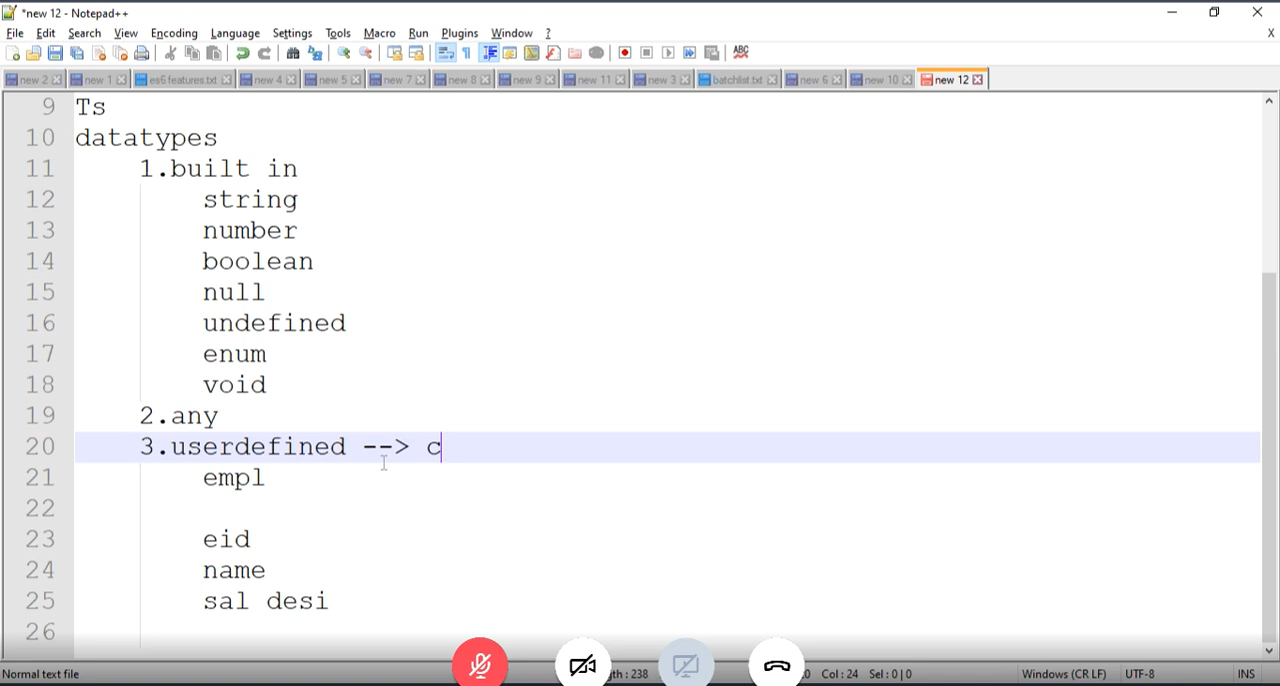 *new 12 - Notepad++
File Edit Search View Encoding Language Settings Tools Macro Run Plugins Window ? X
new 2 new 1 es6 features.txt new 4 new 5 new 7 new 8 new 9 new 11 new 3 batchlist.txt new 6 new 10 new 12
9 Ts
10 datatypes
11 1.built in
12 string
13 number
14 boolean
15 null
16 undefined
17 enum
18 void
19 2.any
20 3.userdefined --> c
21 empl
22
23 eid
24 name
25 sal desi
26
Normal text file Col : 24 Sel : 0 | 0 Windows (CR LF) UTF-8 INS